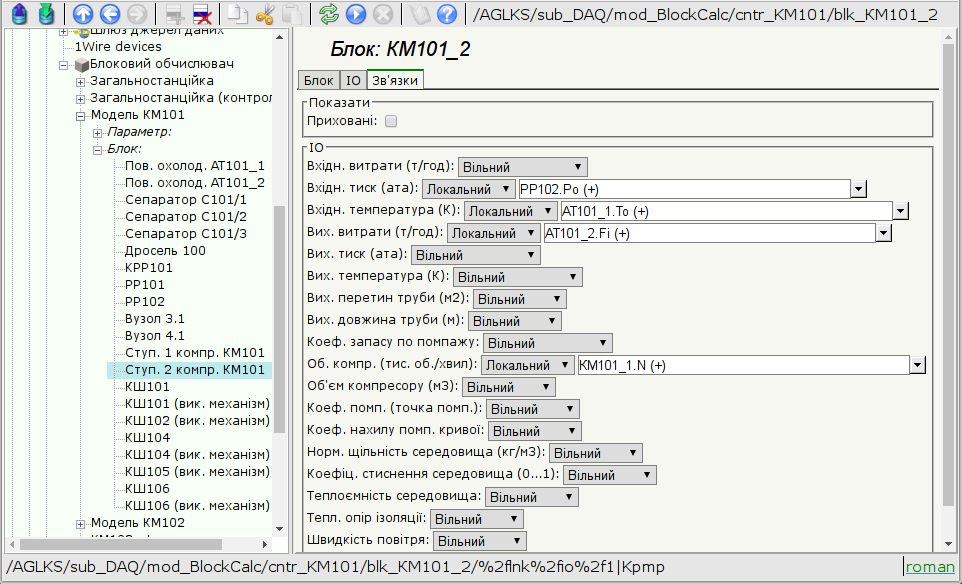 /AGLKS/sub_DAQ/mod_BlockCalc/cntr_KM101/blk_KM101_2
Шлюз джерел даних
1Wire devices
Блоковий обчислювач
Загальностанційка
Загальностанційка (контрол
Модель КМ101
Параметр:
Блок:
Пов. охолод. АТ101_1
Пов. охолод. АТ101_2
Сепаратор С101/1
Сепаратор С101/2
Сепаратор С101/3
Дросель 100
КРР101
РР101
РР102
Вузол 3.1
Вузол 4.1
Ступ. 1 компр. КМ101
Ступ. 2 компр. КМ101
КШ101
КШ101 (вик. механізм)
КШ102 (вик. механізм)
КШ104
КШ104 (вик. механізм)
КШ105 (вик. механізм)
КШ106
КШ106 (вик. механізм)
Модель КМ102
Блок: KM101_2
Блок IO Зв'язки
Показати
Приховані:
IO
Вхідн. витрати (т/год): Вільний
Вхідн. тиск (ата): Локальний PP102.Po (+)
Вхідн. температура (К): Локальний AT101_1.To (+)
Вих. витрати (т/год): Локальний AT101_2.Fi (+)
Вих. тиск (ата): Вільний
Вих. температура (К): Вільний
Вих. перетин труби (м2): Вільний
Вих. довжина труби (м): Вільний
Коеф. запасу по помпажу: Вільний
Об. компр. (тис. об./хвил): Локальний KM101_1.N (+)
Об'єм компресору (м3): Вільний
Коеф. помп. (точка помп.): Вільний
Коеф. нахилу помп. кривої: Вільний
Норм. щільність середовища (кг/м3): Вільний
Коефіц. стиснення середовища (0...1): Вільний
Теплоємність середовища: Вільний
Тепл. опір ізоляції: Вільний
Швидкість повітря: Вільний
/AGLKS/sub_DAQ/mod_BlockCalc/cntr_KM101/blk_KM101_2/%2flnk%2fio%2f1|Kpmp
roman